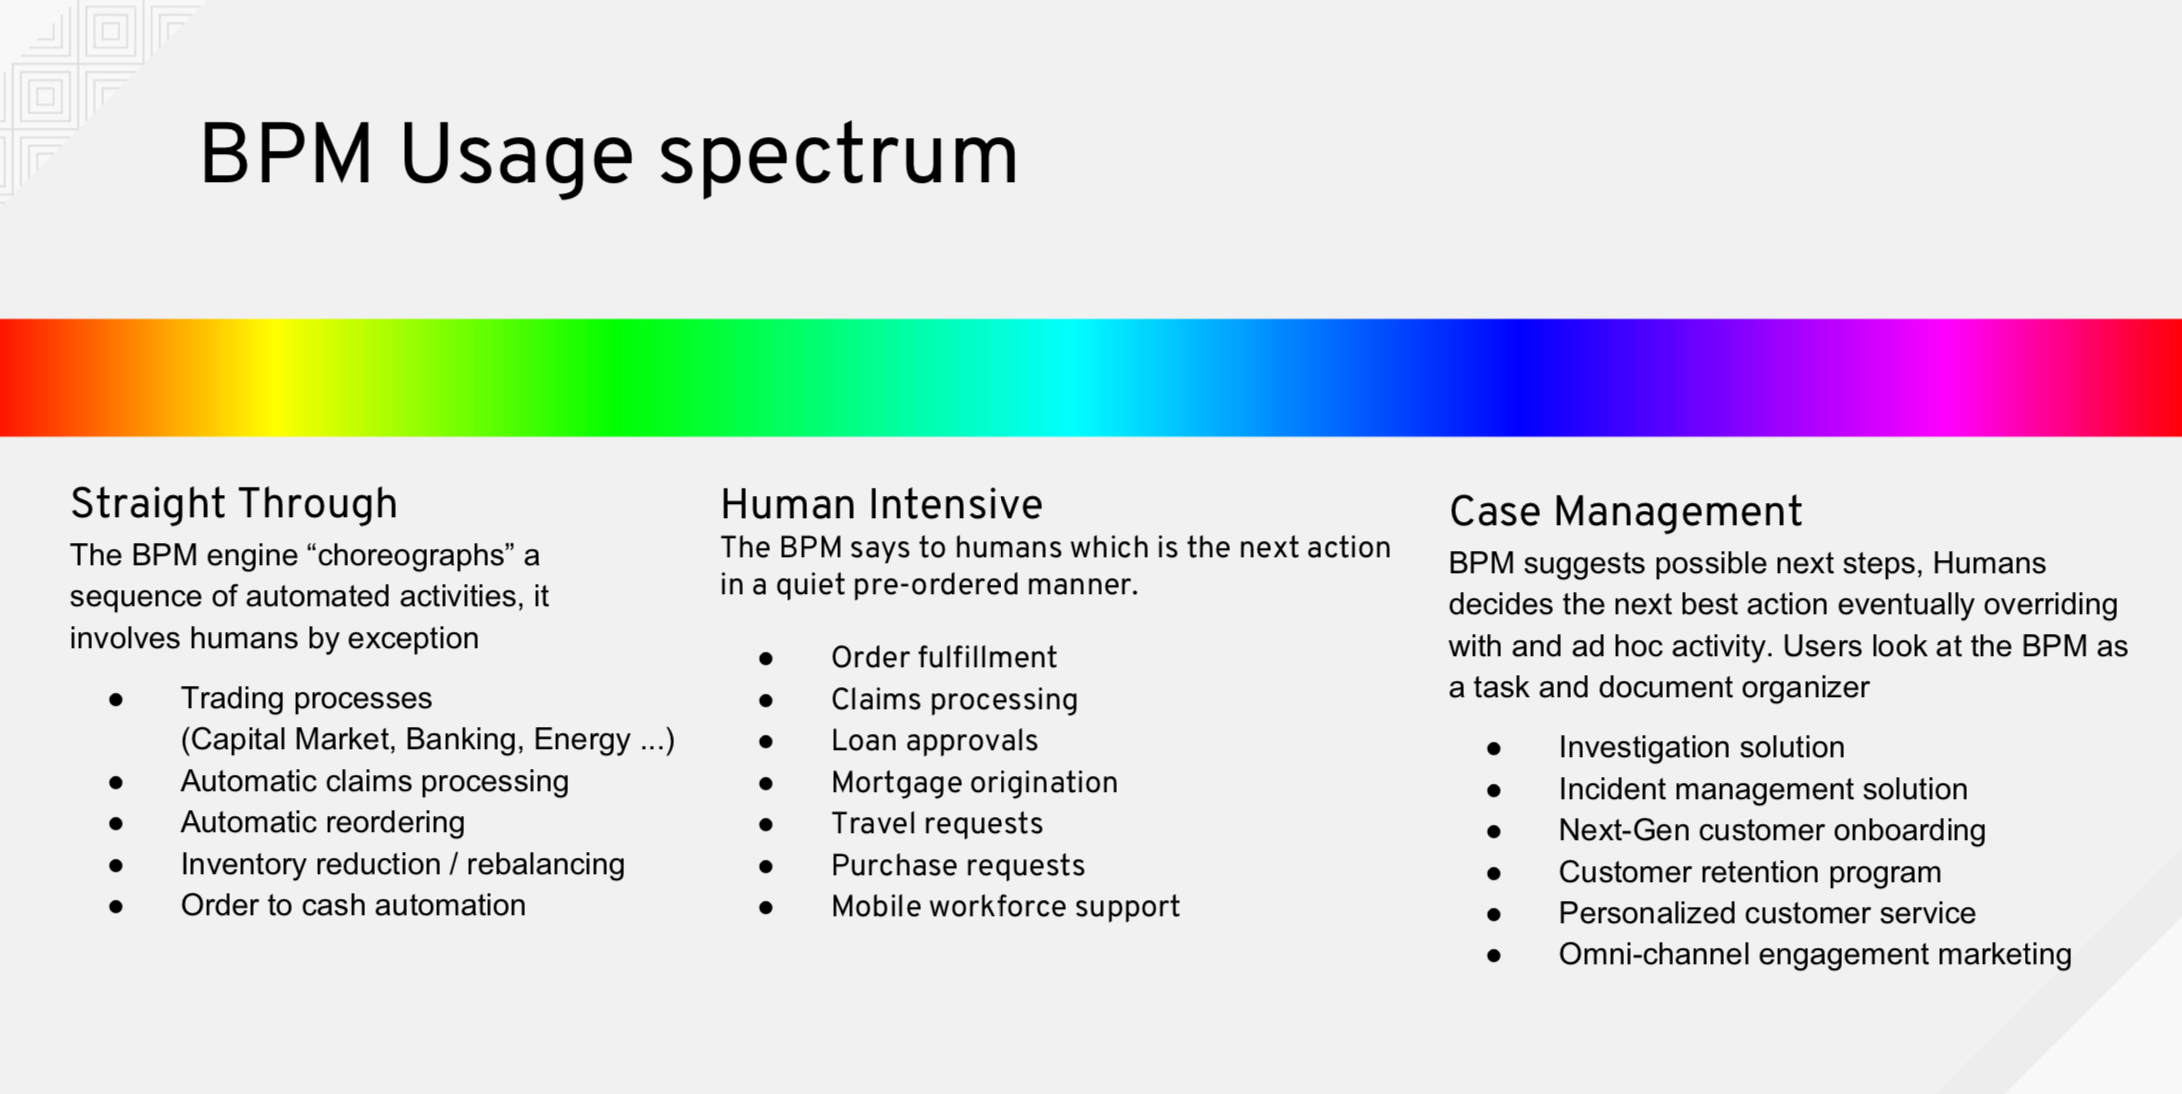 BPM Usage spectrum
Straight Through
The BPM engine “choreographs” a
sequence of automated activities, it
involves humans by exception
● Trading processes
(Capital Market, Banking, Energy ...)
● Automatic claims processing
● Automatic reordering
● Inventory reduction / rebalancing
● Order to cash automation
Human Intensive
The BPM says to humans which is the next action
in a quiet pre-ordered manner.
● Order fulfillment
● Claims processing
● Loan approvals
● Mortgage origination
● Travel requests
● Purchase requests
● Mobile workforce support
Case Management
BPM suggests possible next steps, Humans
decides the next best action eventually overriding
with and ad hoc activity. Users look at the BPM as
a task and document organizer
● Investigation solution
● Incident management solution
● Next-Gen customer onboarding
● Customer retention program
● Personalized customer service
● Omni-channel engagement marketing